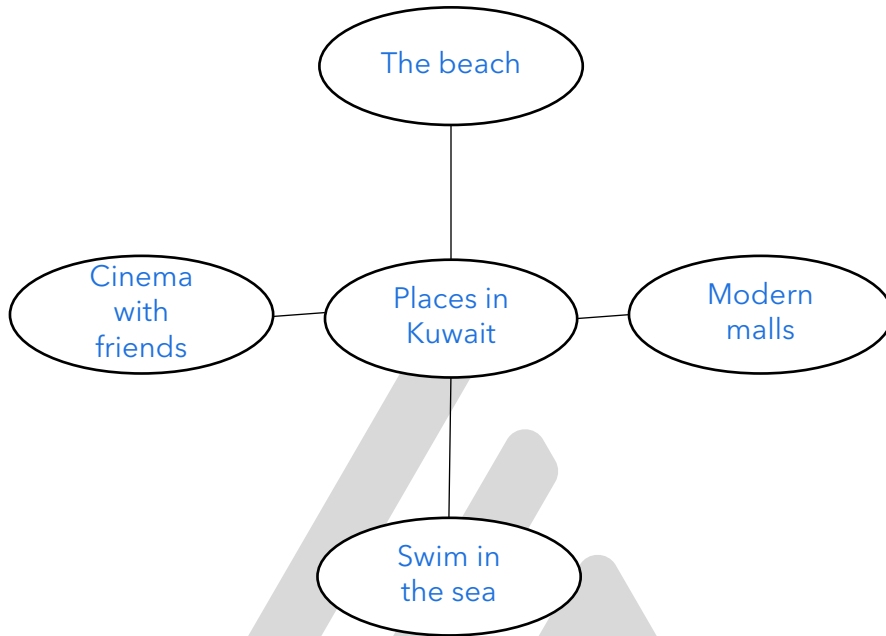 The beach
Cinema
with
friends
Places in
Kuwait
Modern
malls
Swim in
the sea